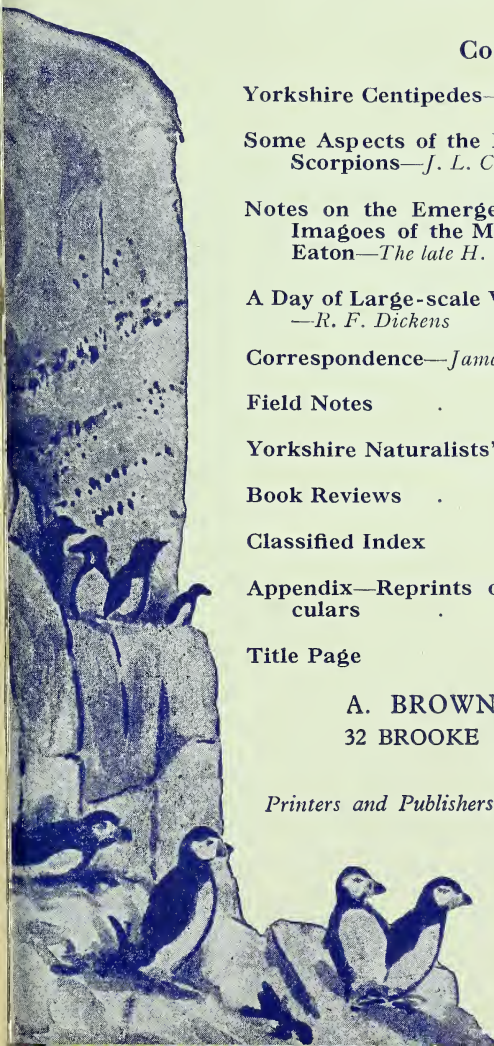 Co
Yorkshire Centipedes—
Some Aspects of the
Scorpions—J. L. C
Notes on the Emerge
Imagoes of the M
Eaton—The late H.
A Day of Large-scale V
—R. F. Dickens
Correspondence—Jame
Field Notes .
Yorkshire Naturalists'
Book Reviews .
Classified Index
Appendix—Reprints o
culars .
Title Page
A. BROWN
32 BROOKE
Printers and Publishers